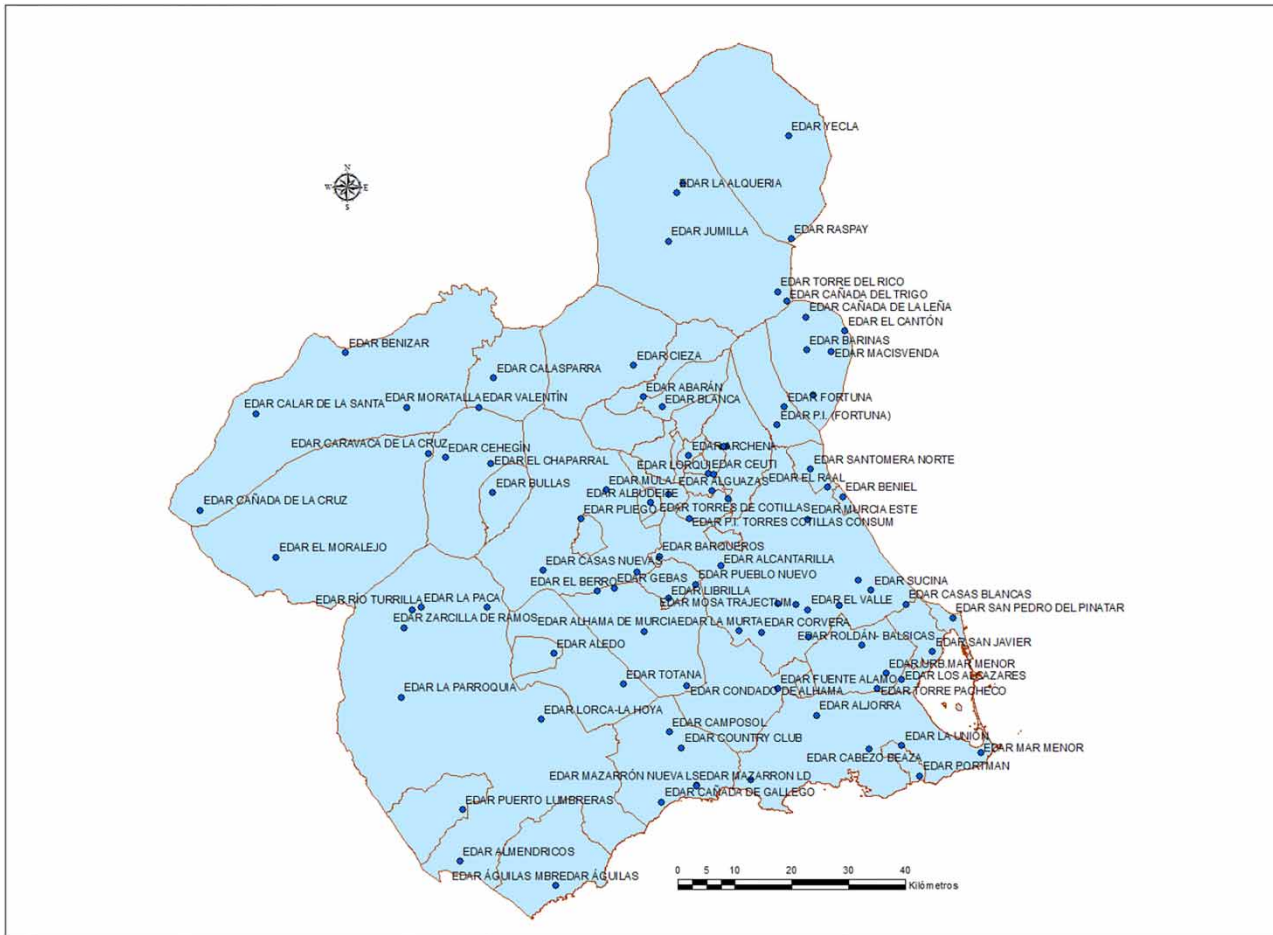 EDAR YECLA
N
W E
S
EDAR LA ALQUERIA
EDAR JUMILLA
EDAR RASPAY
EDAR TORRE DEL RICO
EDAR CAÑADA DEL TRIGO
EDAR CAÑADA DE LA LEÑA
EDAR EL CANTÓN
EDAR BENIZAR
EDAR BARINAS
EDAR MACISVENDA
EDAR CIEZA
EDAR CALASPARRA
EDAR ABARÁN
EDAR FORTUNA
EDAR BLANCA
EDAR CALAR DE LA SANTA
EDAR MORATALLA
EDAR VALENTÍN
EDAR P.I. (FORTUNA)
EDAR CARAVACA DE LA CRUZ
EDAR ARCHENA
EDAR CEHEGÍN
EDAR EL CHAPARRAL
EDAR LORQUI
EDAR CEUTI
EDAR SANTOMERA NORTE
EDAR BULLAS
EDAR MULA
EDAR ALGUAZAS
EDAR EL RAAL
EDAR BENIEL
EDAR ALBUDEITE
EDAR CAÑADA DE LA CRUZ
EDAR PLIEGO
EDAR TORRES DE COTILLAS
EDAR MURCIA ESTE
EDAR P.I. TORRES COTILLAS CONSUM
EDAR EL MORALEJO
EDAR BARQUEROS
EDAR CASAS NUEVAS
EDAR ALCANTARILLA
EDAR EL BERRO
EDAR GEBAS
EDAR PUEBLO NUEVO
EDAR SUCINA
EDAR LIBRILLA
EDAR CASAS BLANCAS
EDAR RÍO TURRILLA
EDAR LA PACA
EDAR MOSA TRAJECTUM
EDAR EL VALLE
EDAR SAN PEDRO DEL PINATAR
EDAR ZARCILLA DE RAMOS
EDAR ALHAMA DE MURCIA
EDAR LA MURTA
EDAR CORVERA
EDAR ROLDÁN- BALSICAS
EDAR ALEDO
EDAR SAN JAVIER
EDAR URB.MAR MENOR
EDAR TOTANA
EDAR FUENTE ALAMO
EDAR LOS ALCAZARES
EDAR LA PARROQUIA
EDAR CONDADO DE ALHAMA
EDAR TORRE PACHECO
EDAR LORCA-LA HOYA
EDAR ALJORRA
EDAR CAMPOSOL
EDAR COUNTRY CLUB
EDAR LA UNIÓN
EDAR CABEZO BEAZA
EDAR MAR MENOR
EDAR PORTMAN
EDAR MAZARRÓN NUEVA LS
EDAR MAZARRON LD
EDAR CAÑADA DE GALLEGO
EDAR PUERTO LUMBRERAS
EDAR ALMENDRICOS
EDAR ÁGUILAS MBR
EDAR ÁGUILAS
0 5 10 20 30 40
Kilómetros